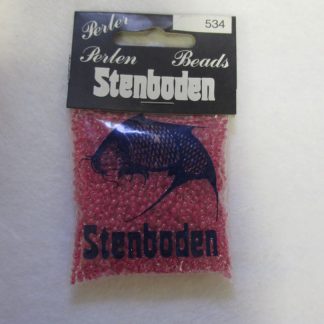 Perler
534
Perlen Beads
Stenboden
Stenboden